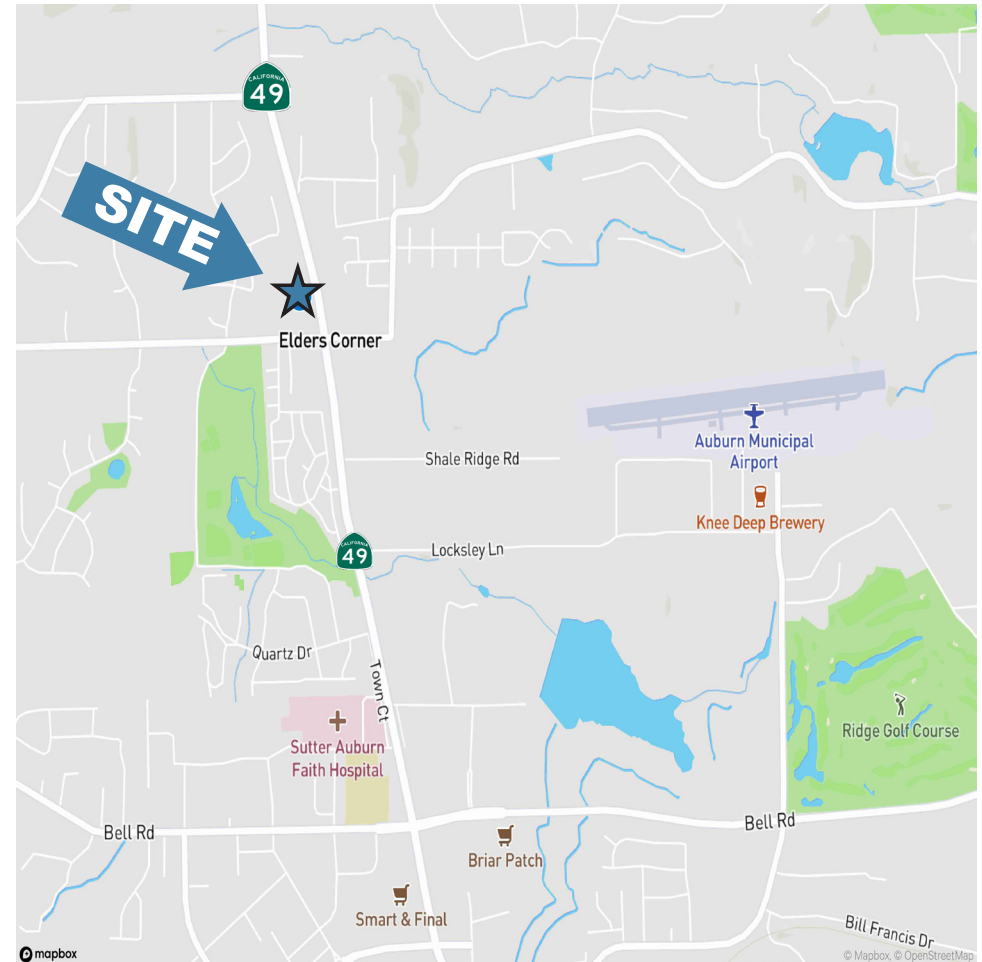 CALIFORNIA
49
SITE
Elders Corner
Auburn Municipal
Airport
Shale Ridge Rd
Knee Deep Brewery
CALIFORNIA
49
Locksley Ln
Quartz Dr
Town Ct
Ridge Golf Course
Sutter Auburn
Faith Hospital
Bell Rd
Bell Rd
Briar Patch
Smart & Final
Bill Francis Dr
mapbox
© Mapbox, © OpenStreetMap